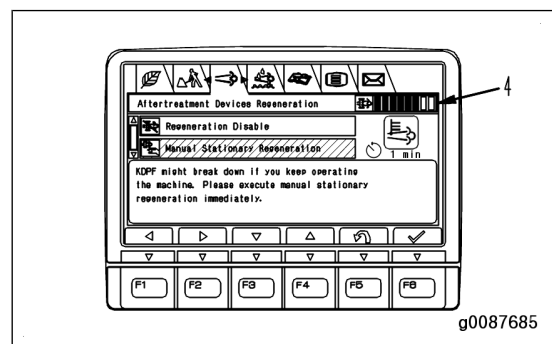 Aftertreatment Devices Regeneration
4
Regeneration Disable
Manual Stationary Regeneration
1 min
KDPF might break down if you keep operating
the machine. Please execute manual stationary
regeneration immediately.
F1 F2 F3 F4 F5 F6
g0087685